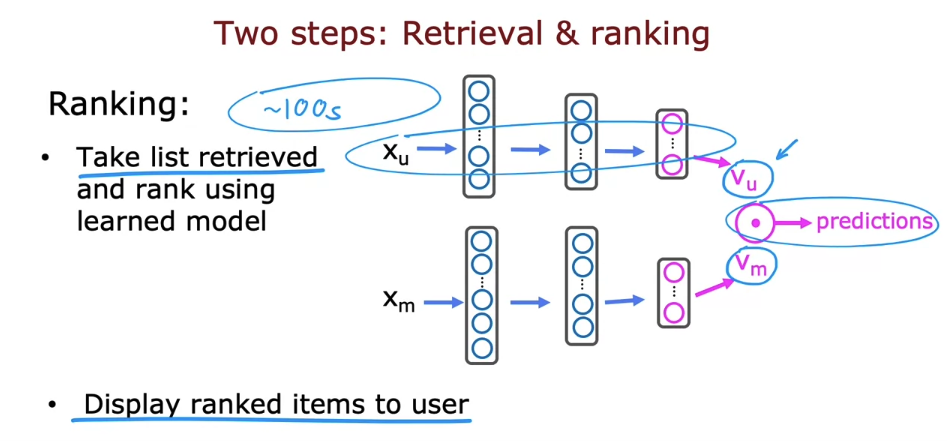 Two steps: Retrieval & ranking
Ranking:
~100s
• Take list retrieved
and rank using
learned model
x_u
v_u
predictions
v_m
x_m
• Display ranked items to user